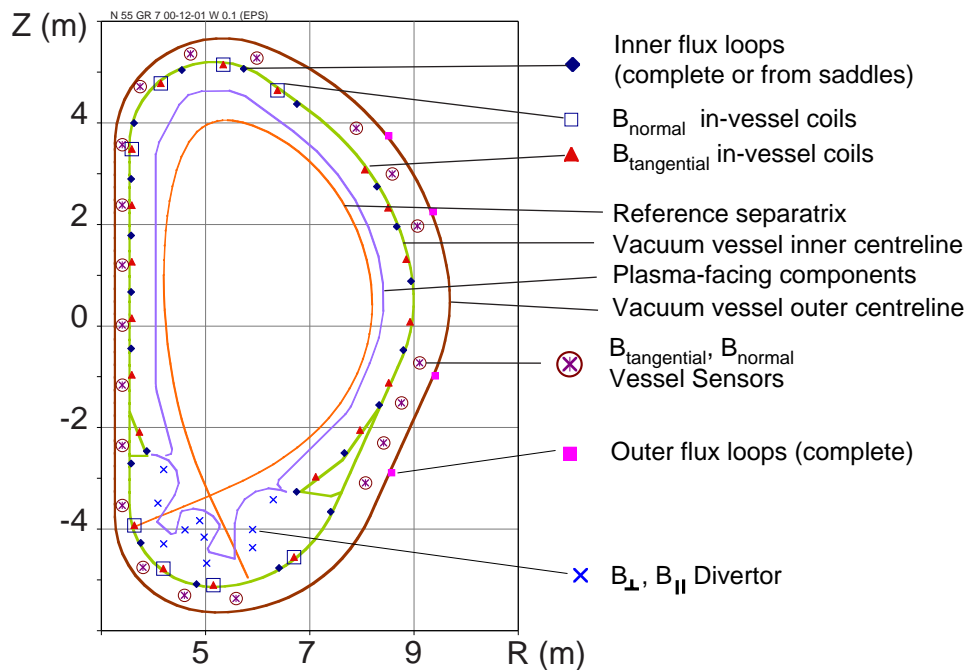 N 55 GR 7 00-12-01 W 0.1 (EPS)
Z (m)
4
2
0
-2
-4
5
7
9
R (m)
Inner flux loops
(complete or from saddles)
Bnormal in-vessel coils
Btangential in-vessel coils
Reference separatrix
Vacuum vessel inner centreline
Plasma-facing components
Vacuum vessel outer centreline
Btangential, Bnormal
Vessel Sensors
Outer flux loops (complete)
B⊥, B|| Divertor